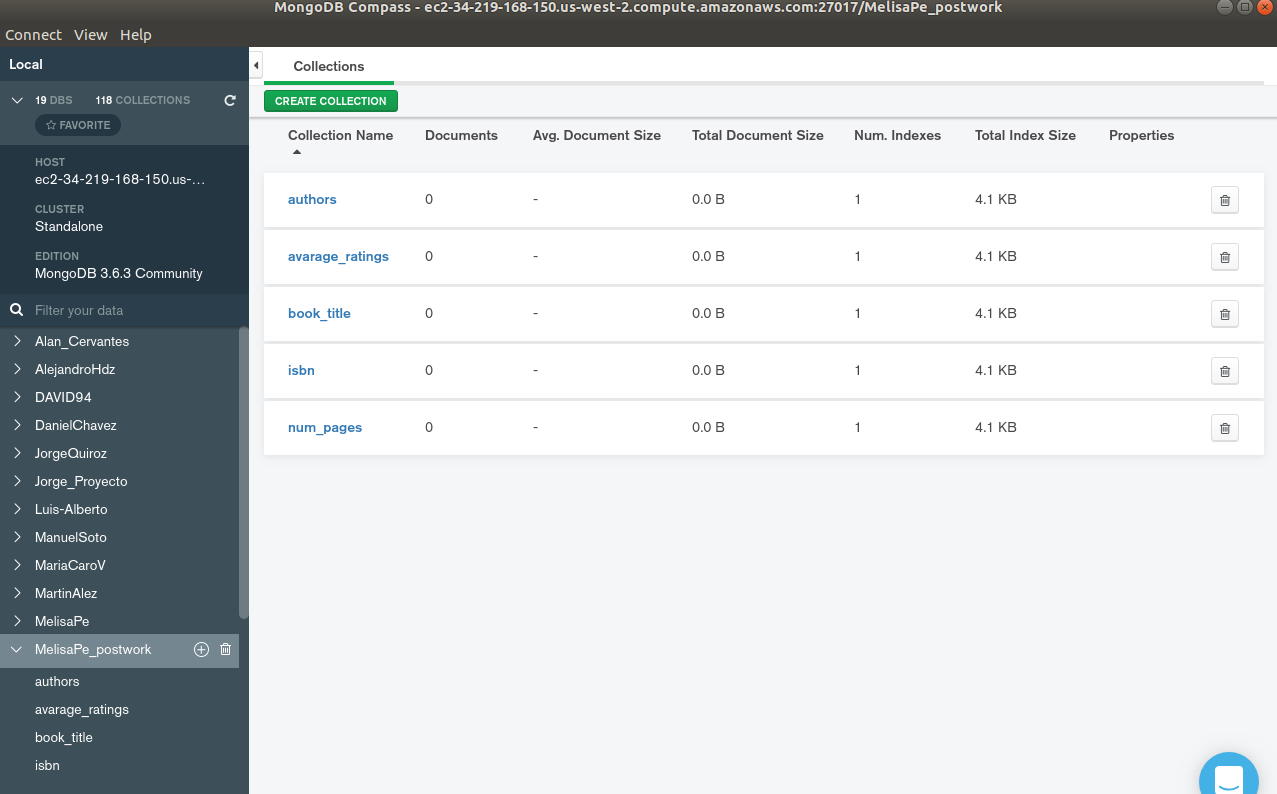 MongoDB Compass - ec2-34-219-168-150.us-west-2.compute.amazonaws.com:27017/MelisaPe_postwork
Connect View Help
Local
19 DBS 118 COLLECTIONS
FAVORITE
HOST
ec2-34-219-168-150.us-...
CLUSTER
Standalone
EDITION
MongoDB 3.6.3 Community
Filter your data
Alan_Cervantes
AlejandroHdz
DAVID94
DanielChavez
JorgeQuiroz
Jorge_Proyecto
Luis-Alberto
ManuelSoto
MariaCaroV
MartinAlez
MelisaPe
MelisaPe_postwork
authors
avarage_ratings
book_title
isbn
Collections
CREATE COLLECTION
Collection Name Documents Avg. Document Size Total Document Size Num. Indexes Total Index Size Properties
authors 0 - 0.0 B 1 4.1 KB
avarage_ratings 0 - 0.0 B 1 4.1 KB
book_title 0 - 0.0 B 1 4.1 KB
isbn 0 - 0.0 B 1 4.1 KB
num_pages 0 - 0.0 B 1 4.1 KB